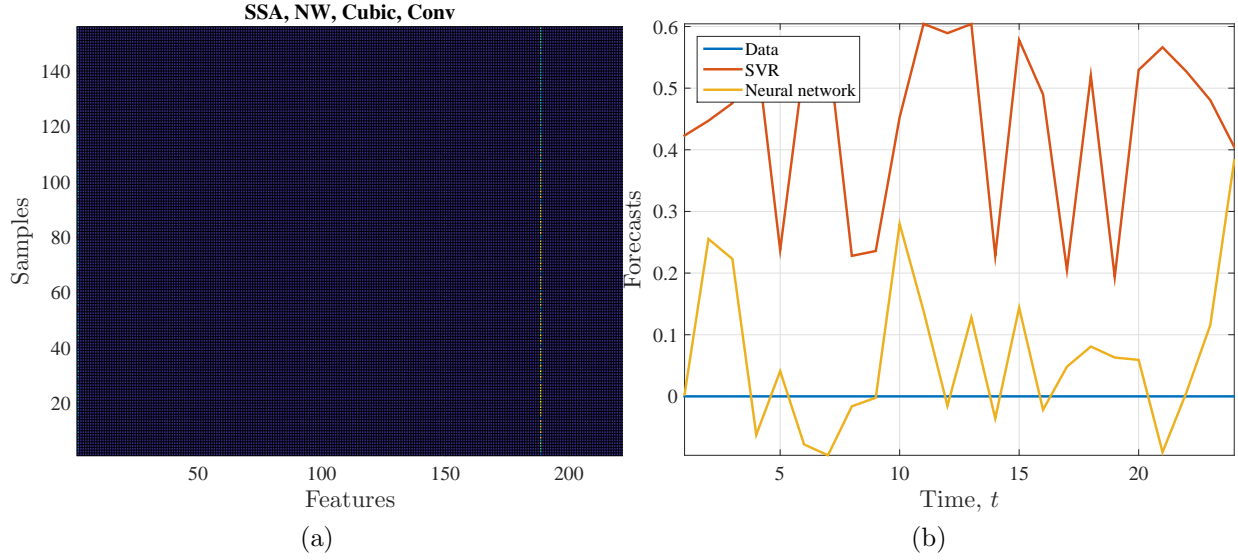 SSA, NW, Cubic, Conv
140
120
100
80
60
40
20
Samples
50
100
150
200
Features
(a)
0.6
0.5
0.4
0.3
0.2
0.1
0
Forecasts
Data
SVR
Neural network
5
10
15
20
Time, t
(b)